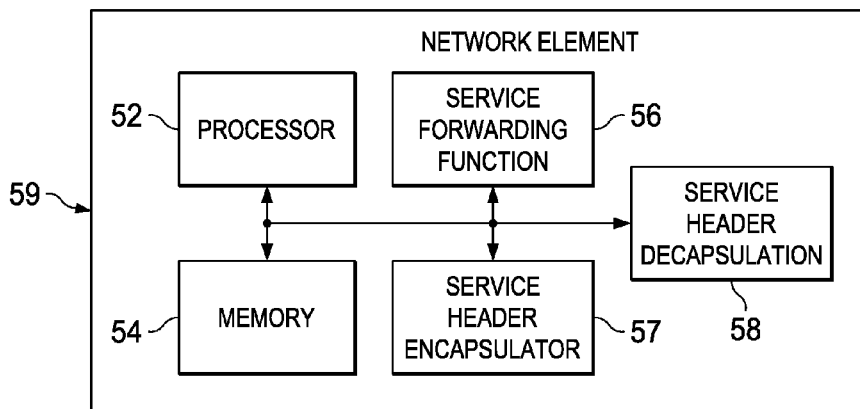 NETWORK ELEMENT
52
PROCESSOR
SERVICE
FORWARDING
FUNCTION
56
59
SERVICE
HEADER
DECAPSULATION
58
54
MEMORY
SERVICE
HEADER
ENCAPSULATOR
57